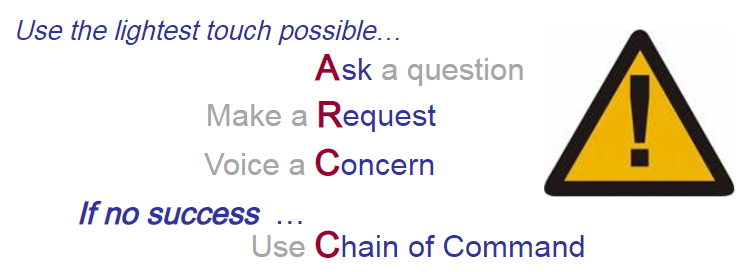 Use the lightest touch possible…
Ask a question
Make a Request
Voice a Concern
If no success …
Use Chain of Command
!